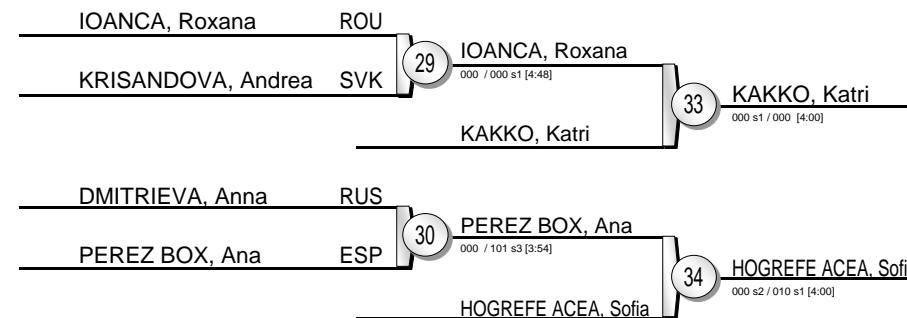 IOANCA, Roxana ROU
KRISANDOVA, Andrea SVK
29
IOANCA, Roxana
000 / 000 s1 [4:48]
KAKKO, Katri
33
KAKKO, Katri
000 s1 / 000 [4:00]
DMITRIEVA, Anna RUS
PEREZ BOX, Ana ESP
30
PEREZ BOX, Ana
000 / 101 s3 [3:54]
HOGREFE ACEA, Sofia
34
HOGREFE ACEA, Sofi
000 s2 / 010 s1 [4:00]